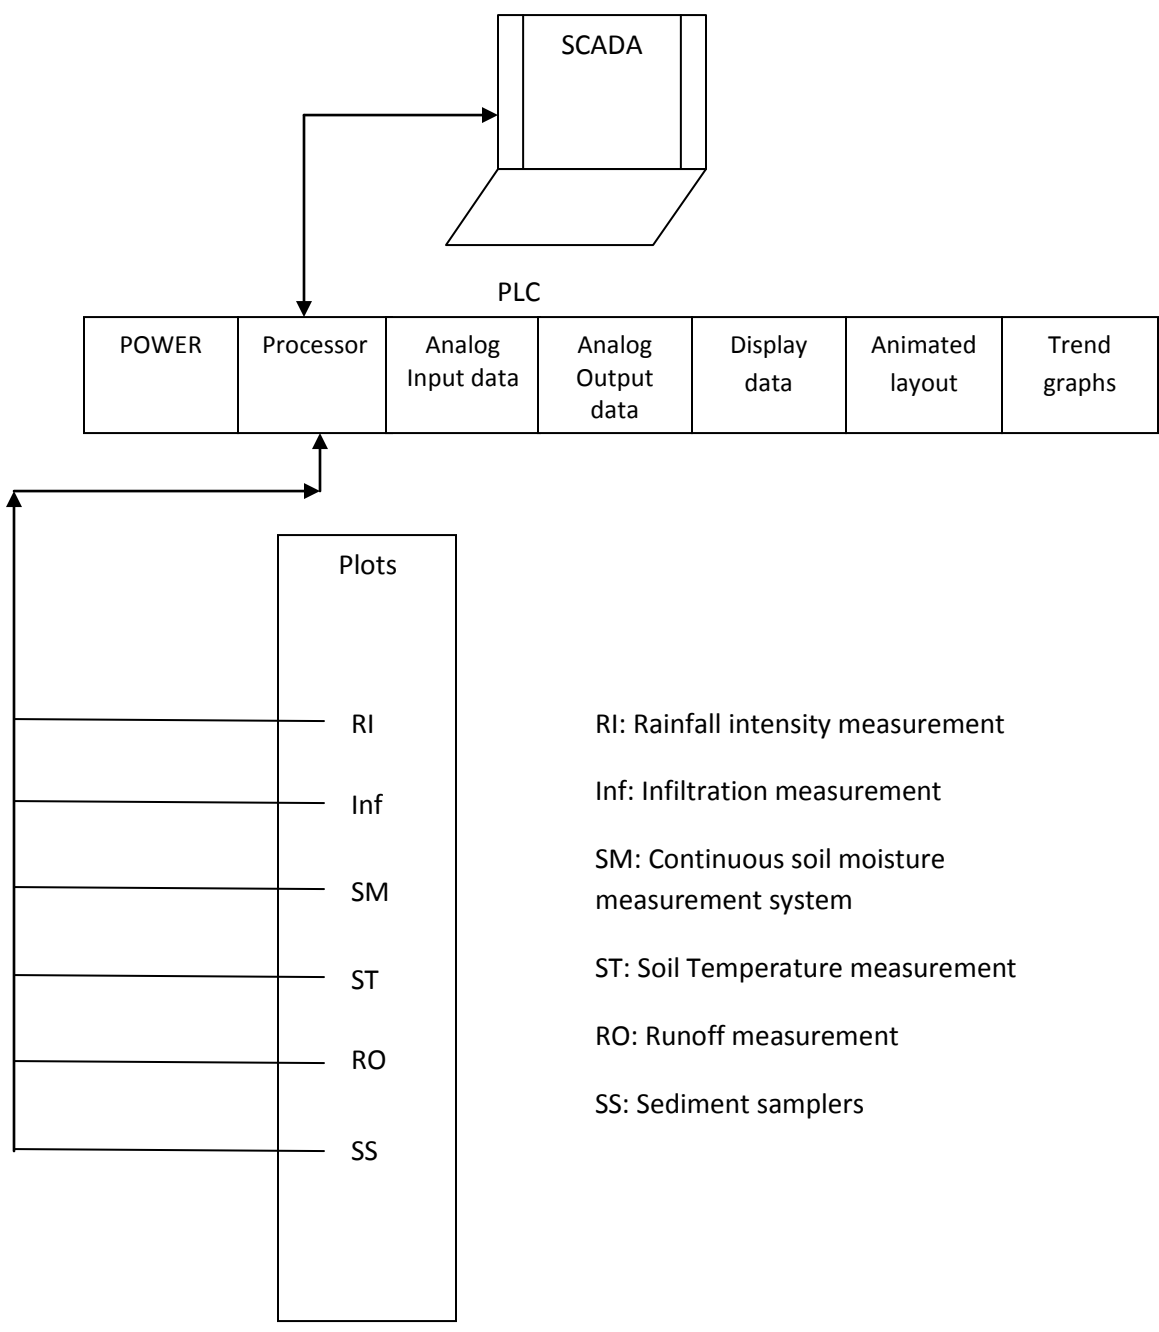 SCADA
PLC
POWER
Processor
Analog
Input data
Analog
Output
data
Display
data
Animated
layout
Trend
graphs
Plots
RI
Inf
SM
ST
RO
SS
RI: Rainfall intensity measurement
Inf: Infiltration measurement
SM: Continuous soil moisture
measurement system
ST: Soil Temperature measurement
RO: Runoff measurement
SS: Sediment samplers